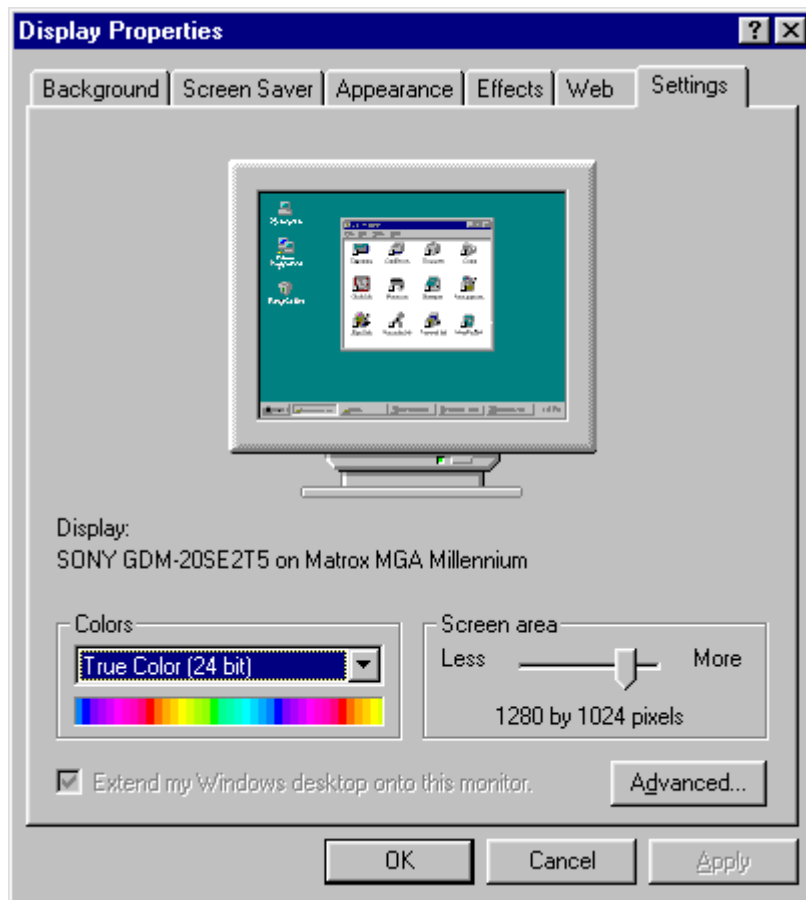 Display Properties
Background Screen Saver Appearance Effects Web Settings
Display:
SONY GDM-20SE2T5 on Matrox MGA Millennium
Colors
True Color (24 bit)
Screen area
Less More
1280 by 1024 pixels
Extend my Windows desktop onto this monitor.
Advanced...
OK Cancel Apply